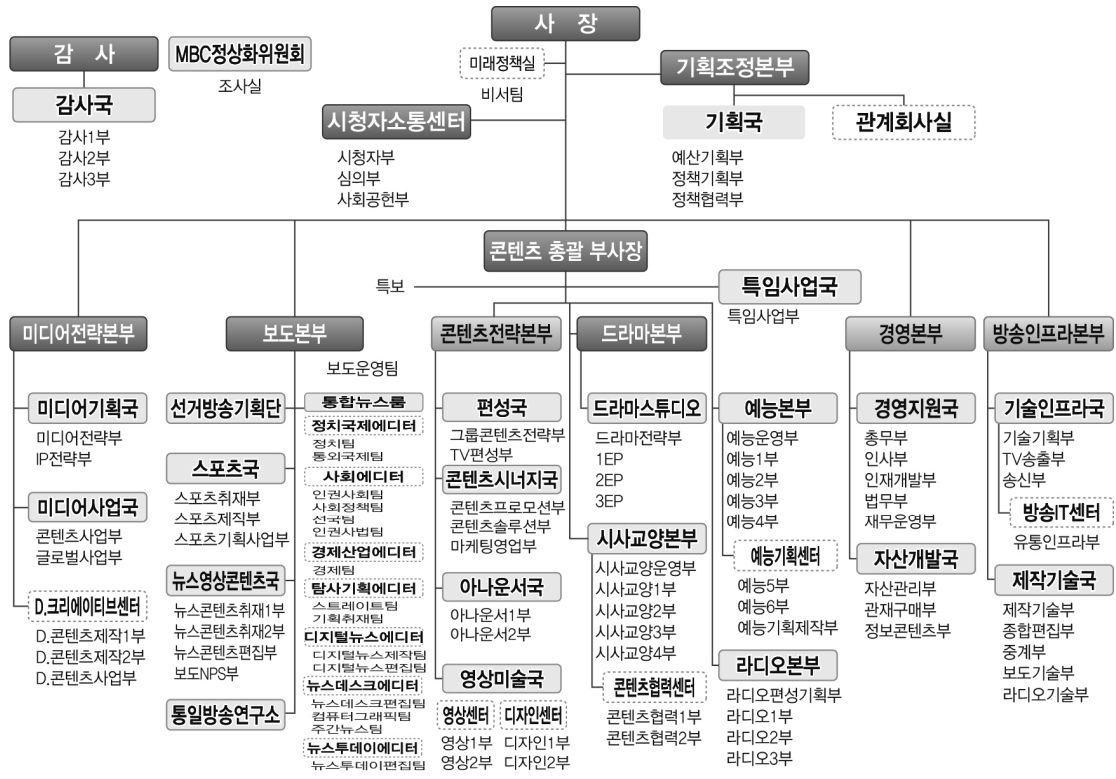 사 장
감 사
MBC정상화위원회
조사실
감사국
감사1부
감사2부
감사3부
미래정책실
비서팀
기획조정본부
시청자소통센터
시청자부
심의부
사회공헌부
기획국
예산기획부
정책기획부
정책협력부
관계회사실
콘텐츠 총괄 부사장
특보
특임사업국
특임사업부
미디어전략본부
미디어기획국
미디어전략부
IP전략부
미디어사업국
콘텐츠사업부
글로벌사업부
D.크리에이티브센터
D.콘텐츠제작1부
D.콘텐츠제작2부
D.콘텐츠사업부
보도본부
보도운영팀
선거방송기획단
스포츠국
스포츠취재부
스포츠제직부
스포츠기획사업부
뉴스영상콘텐츠국
뉴스콘텐츠취재1부
뉴스콘텐츠취재2부
뉴스콘텐츠편집부
보도NPS부
통일방송연구소
통합뉴스룸
정치국제에디터
정치팀
통외국제팀
사회에디터
인권사회팀
사회정책팀
전국팀
인권사법팀
경제산업에디터
경제팀
탐사기획에디터
스트레이트팀
기획취재팀
디지털뉴스에디터
디지털뉴스제작팀
디지털뉴스편집팀
뉴스데스크에디터
뉴스데스크편집팀
컴퓨터그래픽팀
주간뉴스팀
뉴스투데이에디터
뉴스투데이편집팀
콘텐츠전략본부
편성국
그룹콘텐츠전략부
TV편성부
콘텐츠시너지국
콘텐츠프로모션부
콘텐츠솔루션부
마케팅영업부
아나운서국
아나운서1부
아나운서2부
영상미술국
영상센터
영상1부
영상2부
디자인센터
디자인1부
디자인2부
드라마본부
드라마스튜디오
드라마전략부
1EP
2EP
3EP
시사교양본부
시사교양운영부
시사교양1부
시사교양2부
시사교양3부
시사교양4부
콘텐츠협력센터
콘텐츠협력1부
콘텐츠협력2부
예능본부
예능운영부
예능1부
예능2부
예능3부
예능4부
예능기획센터
예능5부
예능6부
예능기획제작부
라디오본부
라디오편성기획부
라디오1부
라디오2부
라디오3부
경영본부
경영지원국
총무부
인사부
인재개발부
법무부
재무운영부
자산개발국
자산관리부
관재구매부
정보콘텐츠부
방송인프라본부
기술인프라국
기술기획부
TV송출부
송신부
방송IT센터
유통인프라부
제작기술국
제작기술부
종합편집부
중계부
보도기술부
라디오기술부